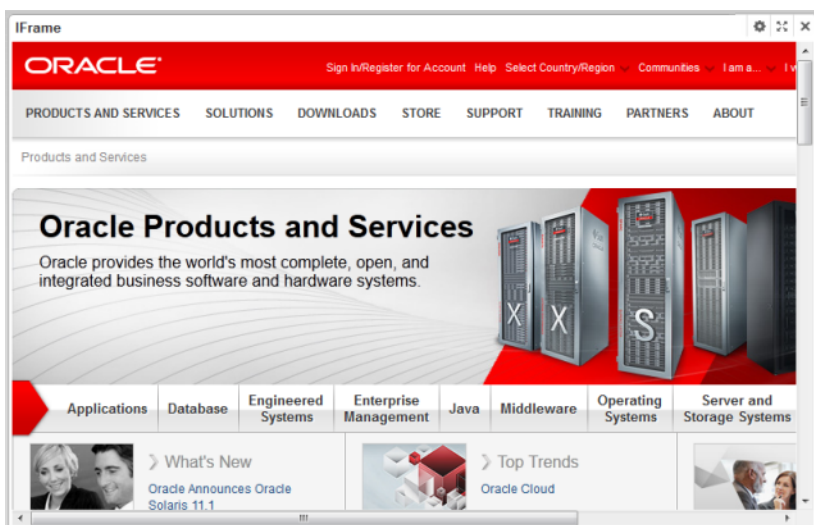 IFrame
ORACLE
Sign In/Register for Account Help Select Country/Region Communities I am a... I w
PRODUCTS AND SERVICES SOLUTIONS DOWNLOADS STORE SUPPORT TRAINING PARTNERS ABOUT
Products and Services
Oracle Products and Services
Oracle provides the world's most complete, open, and
integrated business software and hardware systems.
X X S
Applications Database Engineered Systems Enterprise Management Java Middleware Operating Systems Server and Storage Systems
What's New
Oracle Announces Oracle
Solaris 11.1
Top Trends
Oracle Cloud